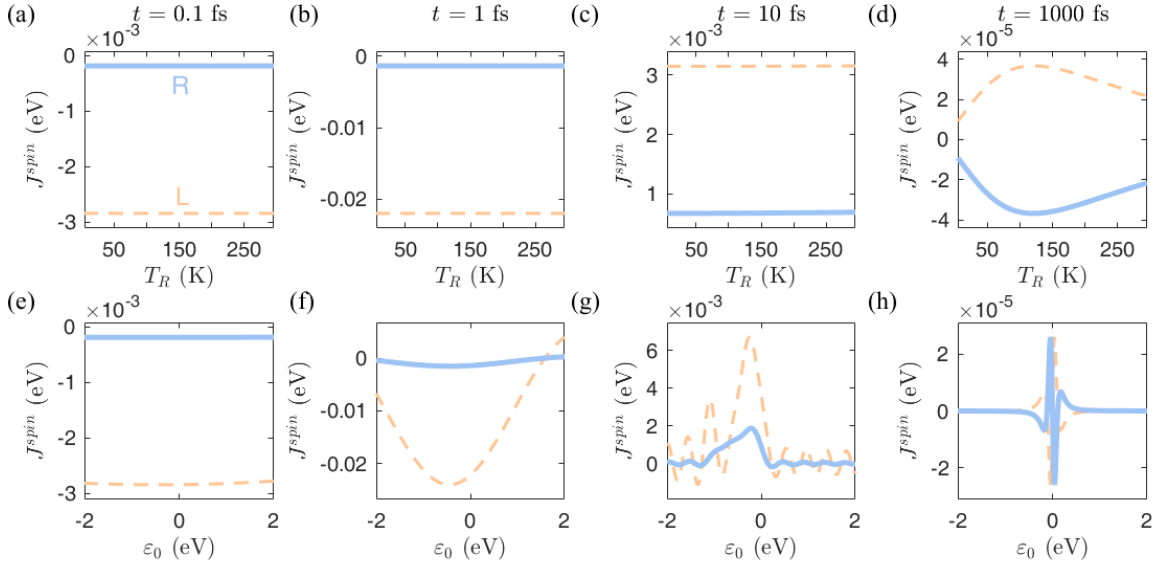 (a) t = 0.1 fs (b) t = 1 fs (c) t = 10 fs (d) t = 1000 fs
×10⁻³ ×10⁻³ ×10⁻⁵
J^{spin} (eV) 0 -1 -2 -3 R L 50 150 250 T_R (K)
J^{spin} (eV) 0 -0.01 -0.02 50 150 250 T_R (K)
J^{spin} (eV) 3 2 1 50 150 250 T_R (K)
J^{spin} (eV) 4 2 0 -2 -4 50 150 250 T_R (K)
(e) (f) (g) (h)
×10⁻³ ×10⁻³ ×10⁻⁵
J^{spin} (eV) 0 -1 -2 -3 -2 0 2 ε₀ (eV)
J^{spin} (eV) 0 -0.01 -0.02 -2 0 2 ε₀ (eV)
J^{spin} (eV) 6 4 2 0 -2 0 2 ε₀ (eV)
J^{spin} (eV) 2 0 -2 -2 0 2 ε₀ (eV)